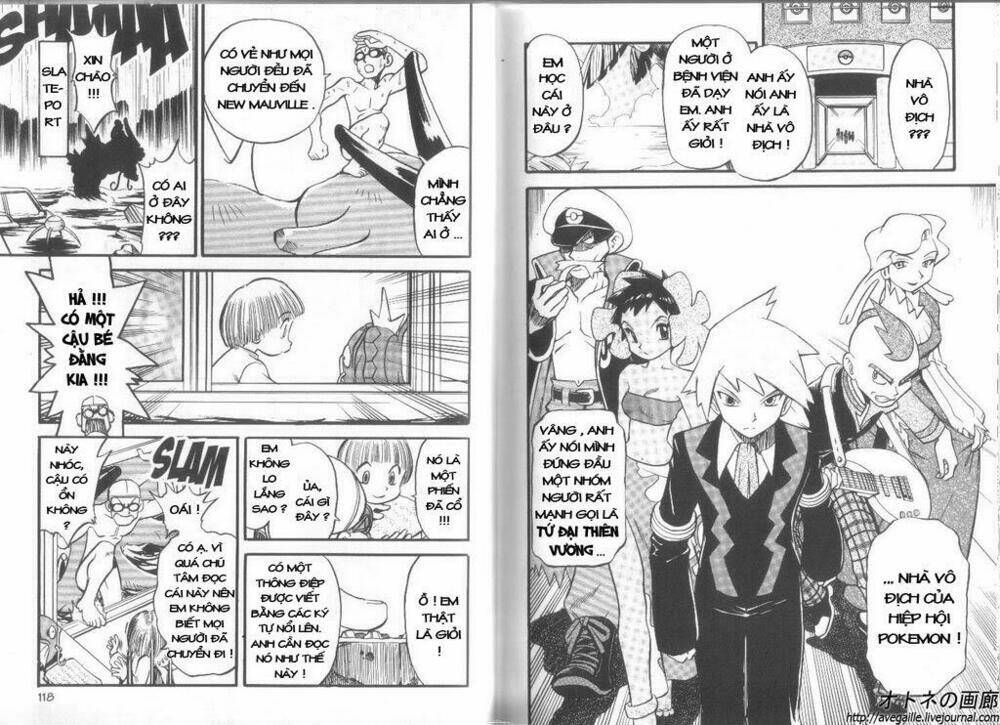 SHAAAA
SLA
TE-
PORT
XIN
CHÀO
!!!
CÓ AI
Ở ĐÂY
KHÔNG
???
CÓ VẺ NHƯ MỌI
NGƯỜI ĐỀU ĐÃ
CHUYỂN ĐẾN
NEW MAUVILLE .
MÌNH
CHẲNG
THẤY
AI Ở ...
HẢ !!!
CÓ MỘT
CẬU BÉ
ĐẰNG
KIA !!!
NÀY
NHÓC,
CẬU CÓ
ỔN
KHÔNG
?
SLAM
OÁI !
CÓ Ạ. VÌ
QUÁ CHÚ
TÂM ĐỌC
CÁI NÀY NÊN
EM KHÔNG
BIẾT MỌI
NGƯỜI ĐÃ
CHUYỂN ĐI !
EM
KHÔNG
LO
LẮNG
SAO ?
ỦA,
CÁI GÌ
ĐÂY ?
NÓ LÀ
MỘT
PHIẾN
ĐÁ CỔ
!!!
CÓ MỘT
THÔNG ĐIỆP
ĐƯỢC VIẾT
BẰNG CÁC KÝ
TỰ NỔI LÊN.
ANH CẦN ĐỌC
NÓ NHƯ THẾ
NÀY !
Ồ ! EM
THẬT
LÀ GIỎI
!
118
EM
HỌC
CÁI
NÀY Ở
ĐÂU ?
MỘT
NGƯỜI Ở
BỆNH VIỆN
ĐÃ DẠY
EM. ANH
ẤY RẤT
GIỎI !
ANH ẤY
NÓI ANH
ẤY LÀ
NHÀ VÔ
ĐỊCH !
NHÀ
VÔ
ĐỊCH
???
VÂNG , ANH
ẤY NÓI MÌNH
ĐỨNG ĐẦU
MỘT NHÓM
NGƯỜI RẤT
MẠNH GỌI LÀ
TỨ ĐẠI THIÊN
VƯƠNG ...
... NHÀ VÔ
ĐỊCH CỦA
HIỆP HỘI
POKEMON !
オトネの画廊
http://avegaille.livejournal.com